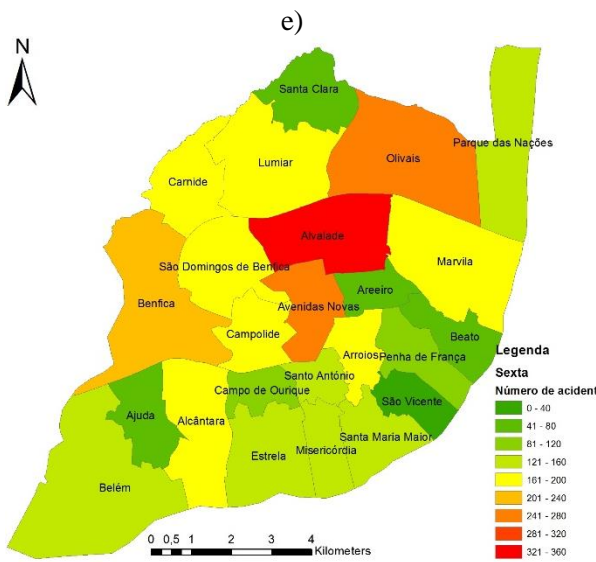 e)
N
Santa Clara
Parque das Nações
Olivais
Lumiar
Carnide
Alvalade
Marvila
São Domingos de Benfica
Areeiro
Benfica
Avenidas Novas
Campolide
Beato
Arroios
Penha de França
Santo António
Campo de Ourique
São Vicente
Ajuda
Alcântara
Santa Maria Maior
Misericórdia
Estrela
Belém
Legenda
Sexta
Número de acident
0 - 40
41 - 80
81 - 120
121 - 160
161 - 200
201 - 240
241 - 280
281 - 320
321 - 360
0 0,5 1 2 3 4
Kilometers